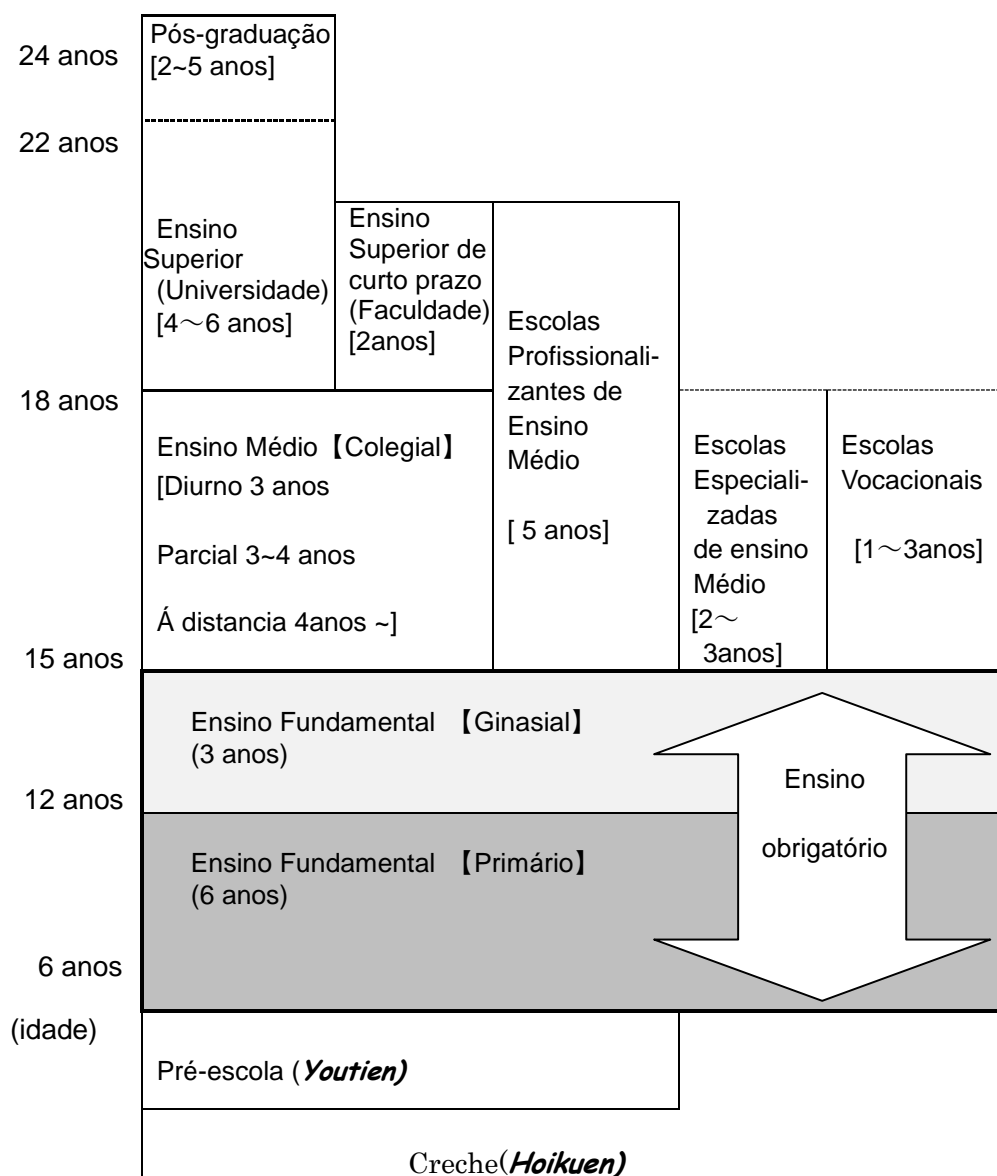 24 anos
Pós-graduação
[2~5 anos]
22 anos
Ensino
Superior
(Universidade)
[4～6 anos]
Ensino
Superior de
curto prazo
(Faculdade)
[2anos]
Escolas
Profissionali-
zantes de
Ensino
Médio
[ 5 anos]
18 anos
Ensino Médio【Colegial】
[Diurno 3 anos
Parcial 3~4 anos
Á distancia 4anos ~]
Escolas
Especiali-
zadas
de ensino
Médio
[2～
3anos]
Escolas
Vocacionais
[1～3anos]
15 anos
Ensino Fundamental 【Ginasial】
(3 anos)
12 anos
Ensino Fundamental 【Primário】
(6 anos)
Ensino
obrigatório
6 anos
(idade)
Pré-escola (Youtien)
Creche(Hoikuen)